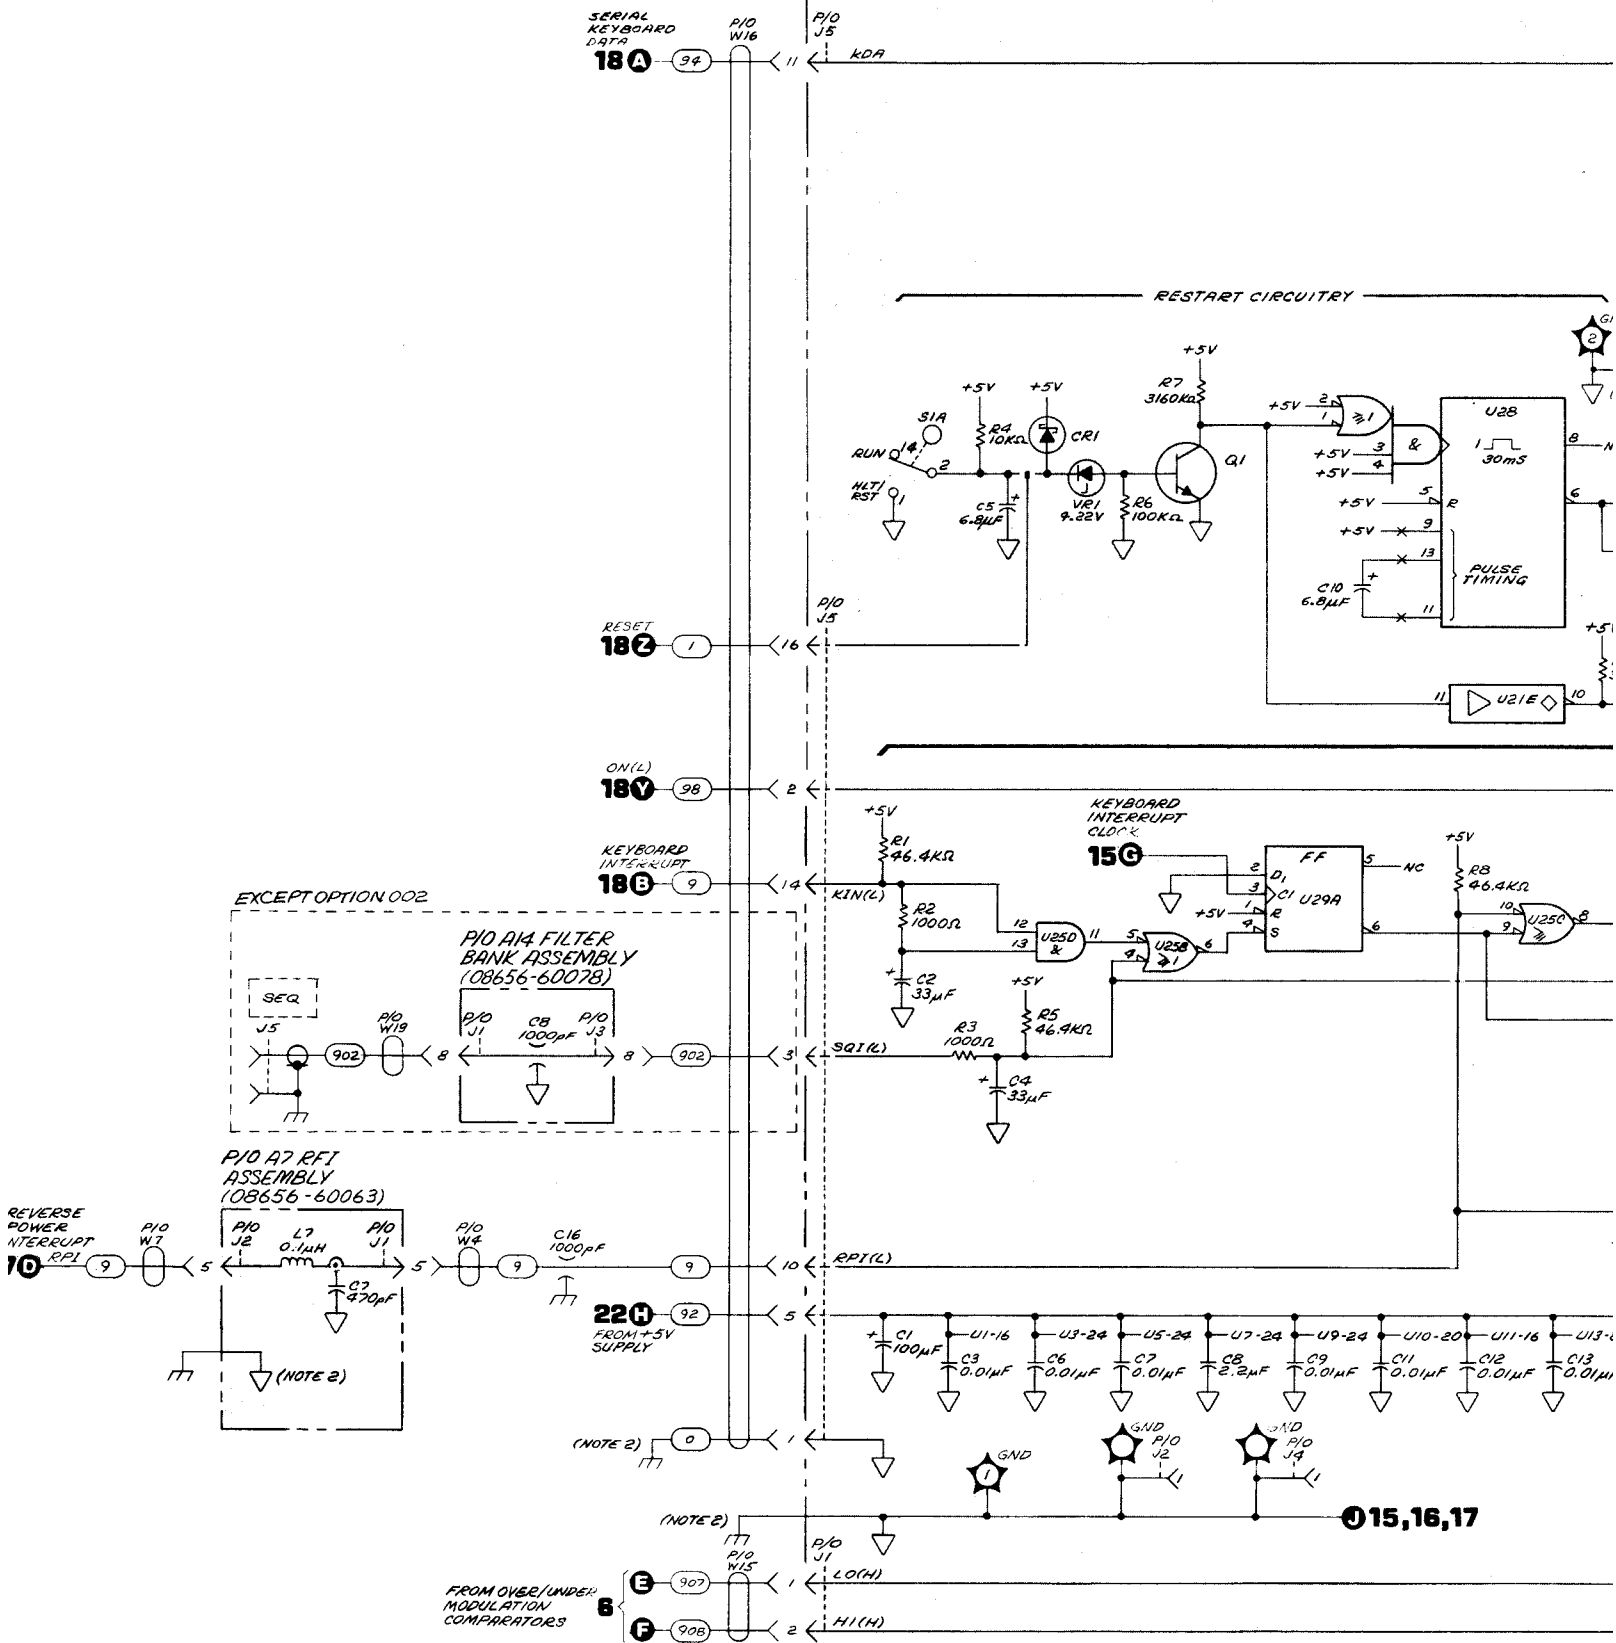 SERIAL
KEYBOARD
DATA
18 A
94
P/O
W16
P/O
J5
11
KDA
RESTART CIRCUITRY
2
+5V
R7
3160KΩ
+5V
R4
10KΩ
+5V
CR1
S1A
RUN
14
2
HLT/
RST
1
C5
6.8µF
+
VR1
4.22V
R6
100KΩ
Q1
+5V
2
1
≥1
+5V
3
+5V
4
&
U28
1
30mS
8
+5V
5
R
6
+5V
9
13
PULSE
TIMING
C10
6.8µF
+
11
P/O
J5
RESET
18 Z
1
16
11
U21E
10
+5V
ON(L)
18 Y
98
2
KEYBOARD
INTERRUPT
18 B
9
14
KIN(L)
+5V
R1
46.4KΩ
R2
1000Ω
+
C2
33µF
12
13
U25D
&
11
5
4
U25B
≥1
6
KEYBOARD
INTERRUPT
CLOCK
15 G
FF
U29A
2
D1
3
C1
+5V
1
R
4
S
5
NC
6
+5V
R8
46.4KΩ
10
9
U25C
≥
8
EXCEPT OPTION 002
P/O A14 FILTER
BANK ASSEMBLY
(08656-60078)
SEQ
J5
902
P/O
W19
8
P/O
J1
C8
1000pF
P/O
J3
8
902
3
SQI(L)
R3
1000Ω
+5V
R5
46.4KΩ
+
C4
33µF
P/O A7 RFI
ASSEMBLY
(08656-60063)
REVERSE
POWER
NTERRUPT
D
RPI
9
P/O
W7
5
P/O
J2
L7
0.1µH
P/O
J1
5
C7
470pF
P/O
W4
9
C16
1000pF
9
10
RPI(L)
22 H
92
5
FROM +5V
SUPPLY
(NOTE 2)
+
C1
100µF
U1-16
C3
0.01µF
U3-24
C6
0.01µF
U5-24
C7
0.01µF
U7-24
C8
2.2µF
U9-24
C9
0.01µF
U10-20
C11
0.01µF
U11-16
C12
0.01µF
U13-
C13
0.01µF
(NOTE 2)
0
1
1
GND
GND
P/O
J2
1
GND
P/O
J4
1
(NOTE 2)
J 15,16,17
P/O
W15
P/O
J1
FROM OVER/UNDER
MODULATION
COMPARATORS
6
E
907
1
LO(H)
F
908
2
HI(H)